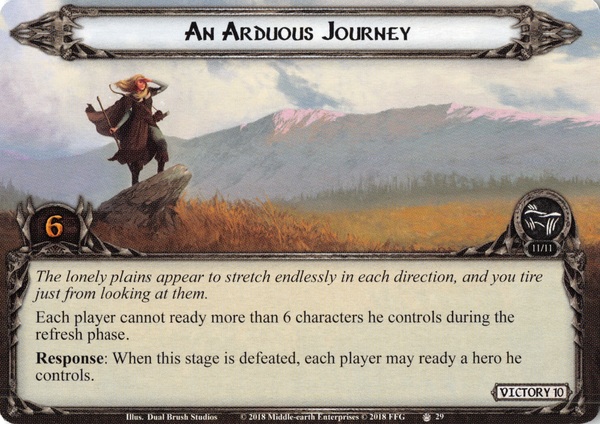 An Arduous Journey
6
11/11
The lonely plains appear to stretch endlessly in each direction, and you tire
just from looking at them.
Each player cannot ready more than 6 characters he controls during the
refresh phase.
Response: When this stage is defeated, each player may ready a hero he
controls.
VICTORY 10
Illus. Dual Brush Studios © 2018 Middle-earth Enterprises © 2018 FFG 29